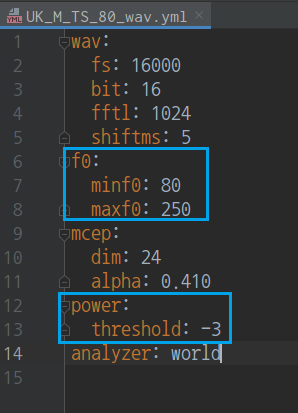 UK_M_TS_80_wav.yml
1 wav:
2 fs: 16000
3 bit: 16
4 fftl: 1024
5 shiftms: 5
6 f0:
7 minf0: 80
8 maxf0: 250
9 mcep:
10 dim: 24
11 alpha: 0.410
12 power:
13 threshold: -3
14 analyzer: world
15